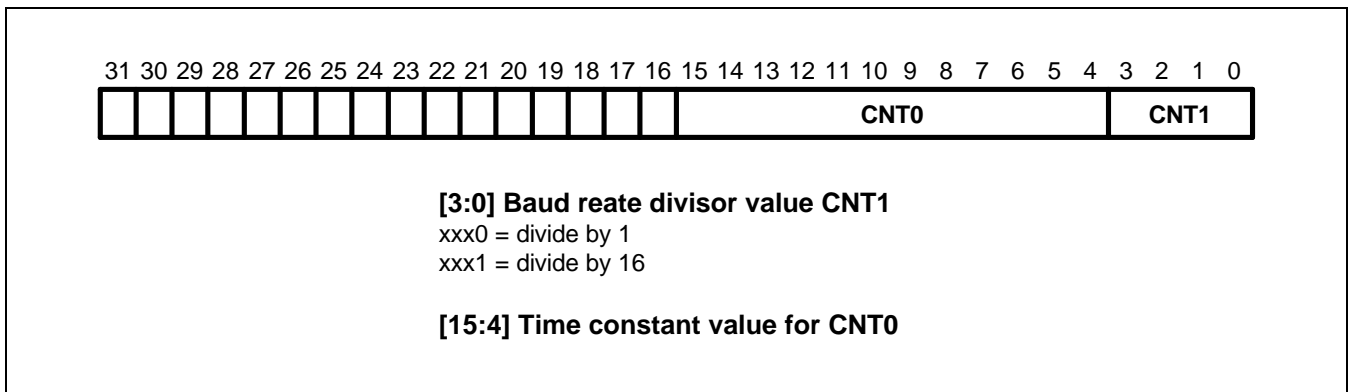 31 30 29 28 27 26 25 24 23 22 21 20 19 18 17 16 15 14 13 12 11 10 9 8 7 6 5 4 3 2 1 0
CNT0 CNT1
[3:0] Baud reate divisor value CNT1
xxx0 = divide by 1
xxx1 = divide by 16
[15:4] Time constant value for CNT0